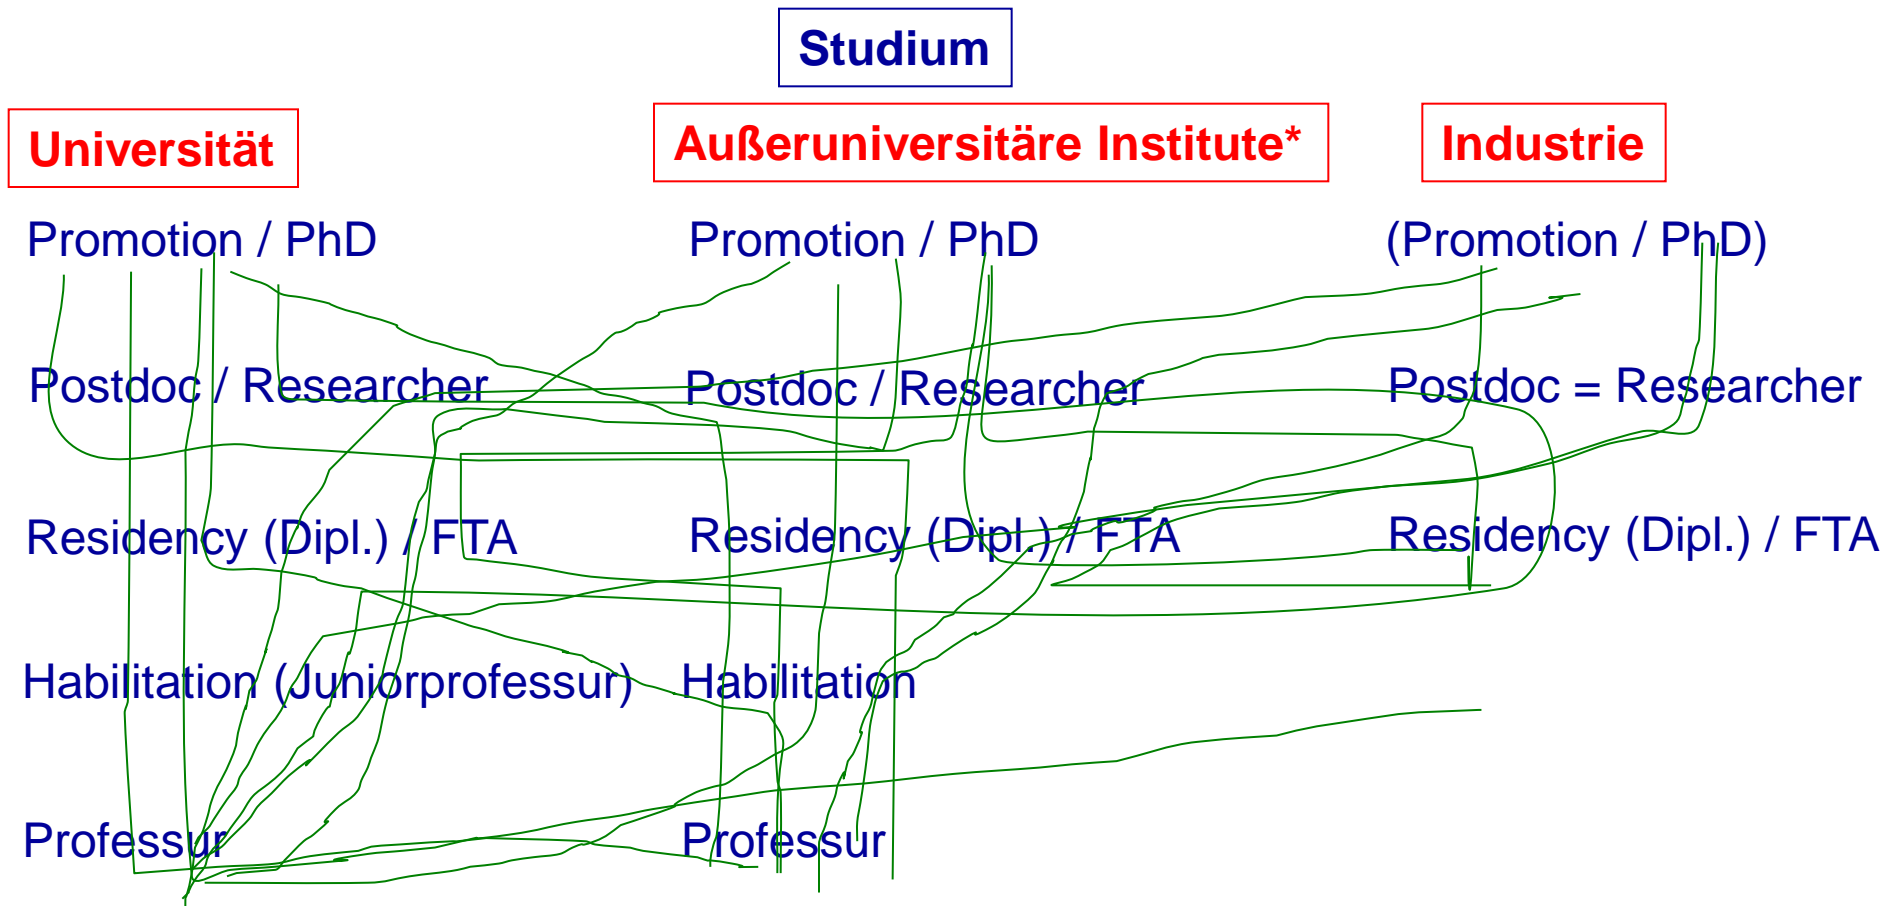 Studium
Universität
Außeruniversitäre Institute*
Industrie
Promotion / PhD
Promotion / PhD
(Promotion / PhD)
Postdoc / Researcher
Postdoc / Researcher
Postdoc = Researcher
Residency (Dipl.) / FTA
Residency (Dipl.) / FTA
Residency (Dipl.) / FTA
Habilitation (Juniorprofessur)
Habilitation
Professur
Professur